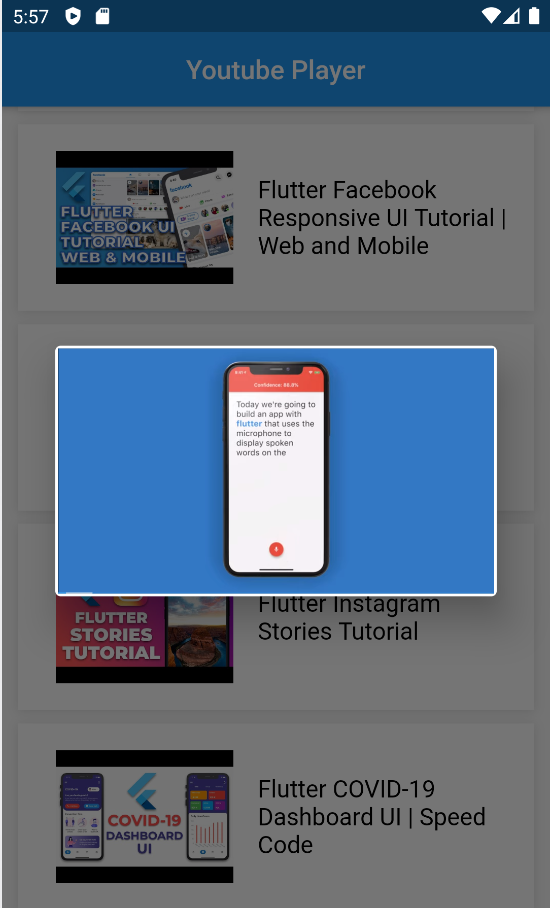 5:57
Youtube Player
FLUTTER
FACEBOOK UI
TUTORIAL
WEB & MOBILE
facebook
Flutter Facebook
Responsive UI Tutorial |
Web and Mobile
Confidence: 88.8%
Today we're going to
build an app with
flutter that uses the
microphone to
display spoken
words on the
FLUTTER
STORIES
TUTORIAL
Flutter Instagram
Stories Tutorial
COVID-19
DASHBOARD
UI
Flutter COVID-19
Dashboard UI | Speed
Code